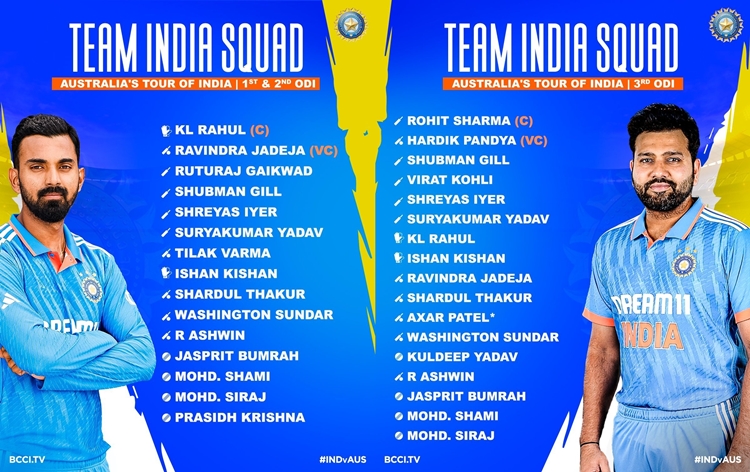 TEAM INDIA SQUAD
AUSTRALIA'S TOUR OF INDIA | 1ST & 2ND ODI
KL RAHUL (C)
RAVINDRA JADEJA (VC)
RUTURAJ GAIKWAD
SHUBMAN GILL
SHREYAS IYER
SURYAKUMAR YADAV
TILAK VARMA
ISHAN KISHAN
SHARDUL THAKUR
WASHINGTON SUNDAR
R ASHWIN
JASPRIT BUMRAH
MOHD. SHAMI
MOHD. SIRAJ
PRASIDH KRISHNA
BCCI.TV
#INDvAUS
TEAM INDIA SQUAD
AUSTRALIA'S TOUR OF INDIA | 3RD ODI
ROHIT SHARMA (C)
HARDIK PANDYA (VC)
SHUBMAN GILL
VIRAT KOHLI
SHREYAS IYER
SURYAKUMAR YADAV
KL RAHUL
ISHAN KISHAN
RAVINDRA JADEJA
SHARDUL THAKUR
AXAR PATEL*
WASHINGTON SUNDAR
KULDEEP YADAV
R ASHWIN
JASPRIT BUMRAH
MOHD. SHAMI
MOHD. SIRAJ
DREAM11
INDIA
BCCI.TV
#INDvAUS